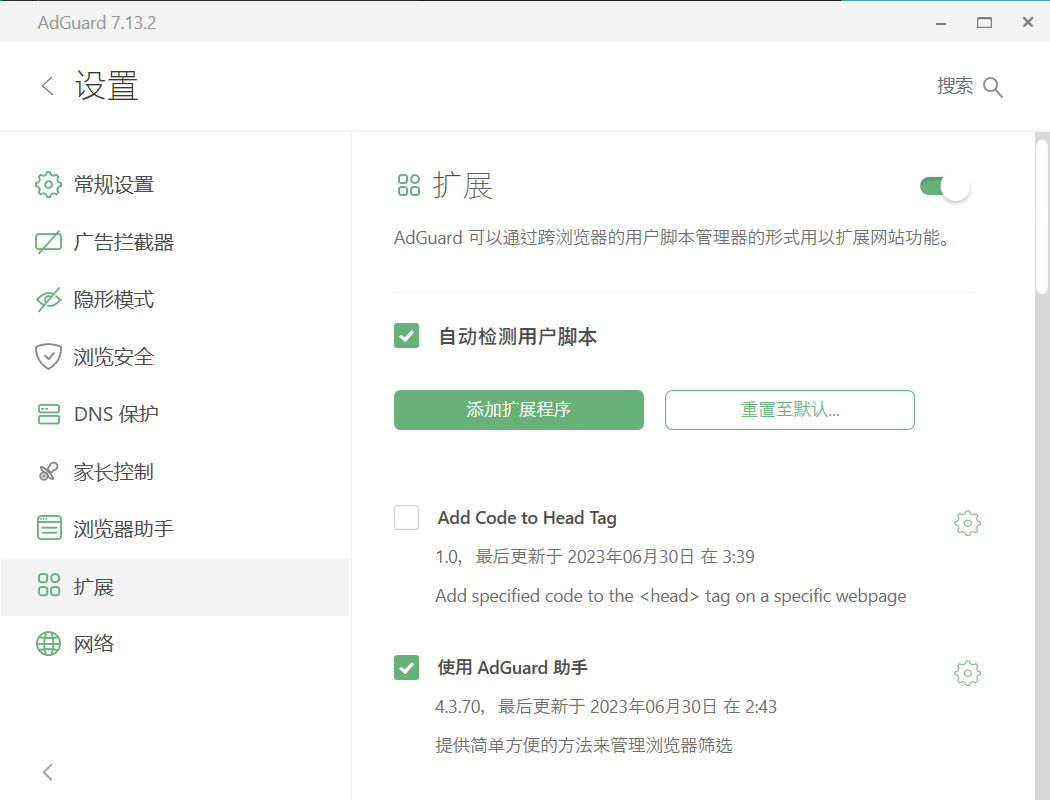 AdGuard 7.13.2
设置
搜索
常规设置
广告拦截器
隐形模式
浏览安全
DNS 保护
家长控制
浏览器助手
扩展
网络
扩展
AdGuard 可以通过跨浏览器的用户脚本管理器的形式用以扩展网站功能。
自动检测用户脚本
添加扩展程序
重置至默认...
Add Code to Head Tag
1.0，最后更新于 2023年06月30日 在 3:39
Add specified code to the <head> tag on a specific webpage
使用 AdGuard 助手
4.3.70，最后更新于 2023年06月30日 在 2:43
提供简单方便的方法来管理浏览器筛选